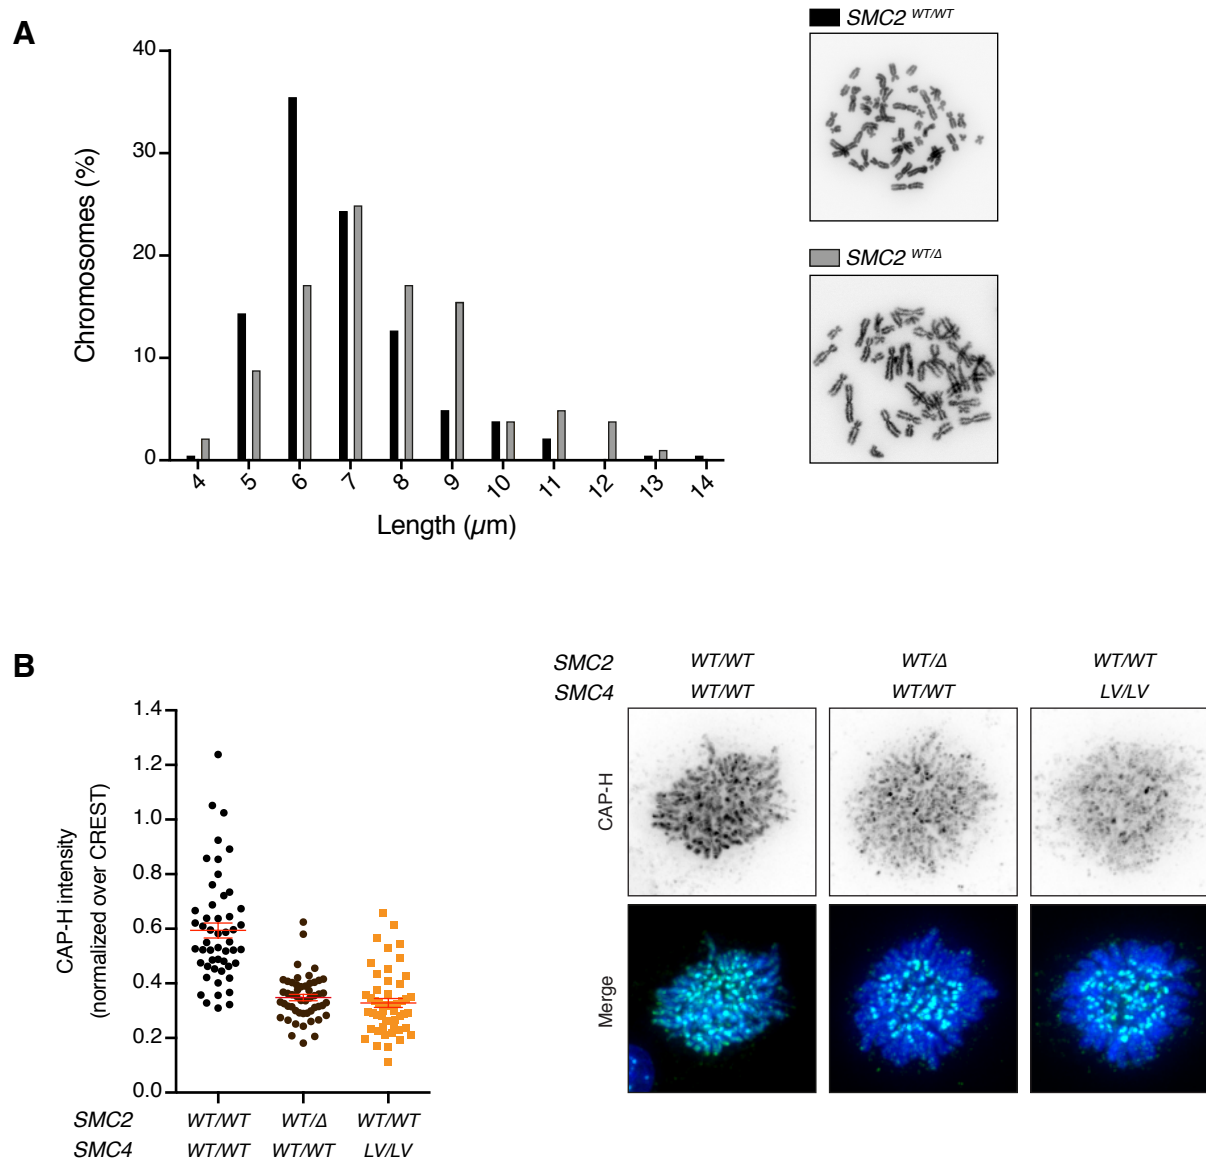 A
Chromosomes (%)
40
30
20
10
0
4 5 6 7 8 9 10 11 12 13 14
Length (µm)
SMC2 WT/WT
SMC2 WT/Δ
B
CAP-H intensity
(normalized over CREST)
1.4
1.2
1.0
0.8
0.6
0.4
0.2
0.0
SMC2 WT/WT WT/Δ WT/WT
SMC4 WT/WT WT/WT LV/LV
SMC2 WT/WT WT/Δ WT/WT
SMC4 WT/WT WT/WT LV/LV
CAP-H
Merge